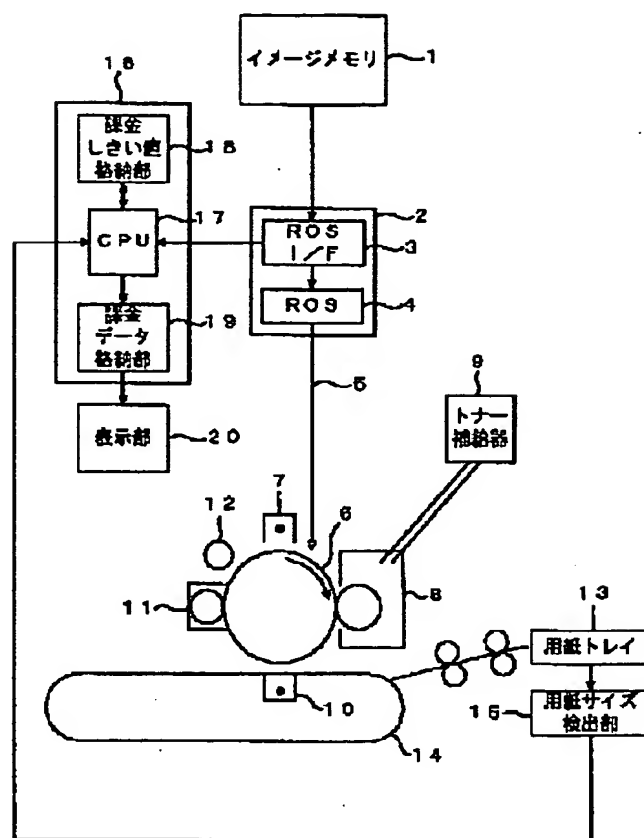 イメージメモリ
1
16
課金
しきい値
格納部
18
17
CPU
2
ROS
I/F
3
ROS
4
課金
データ
格納部
19
5
表示部
20
9
トナー
補給器
7
12
6
11
8
13
用紙トレイ
10
用紙サイズ
検出部
15
14